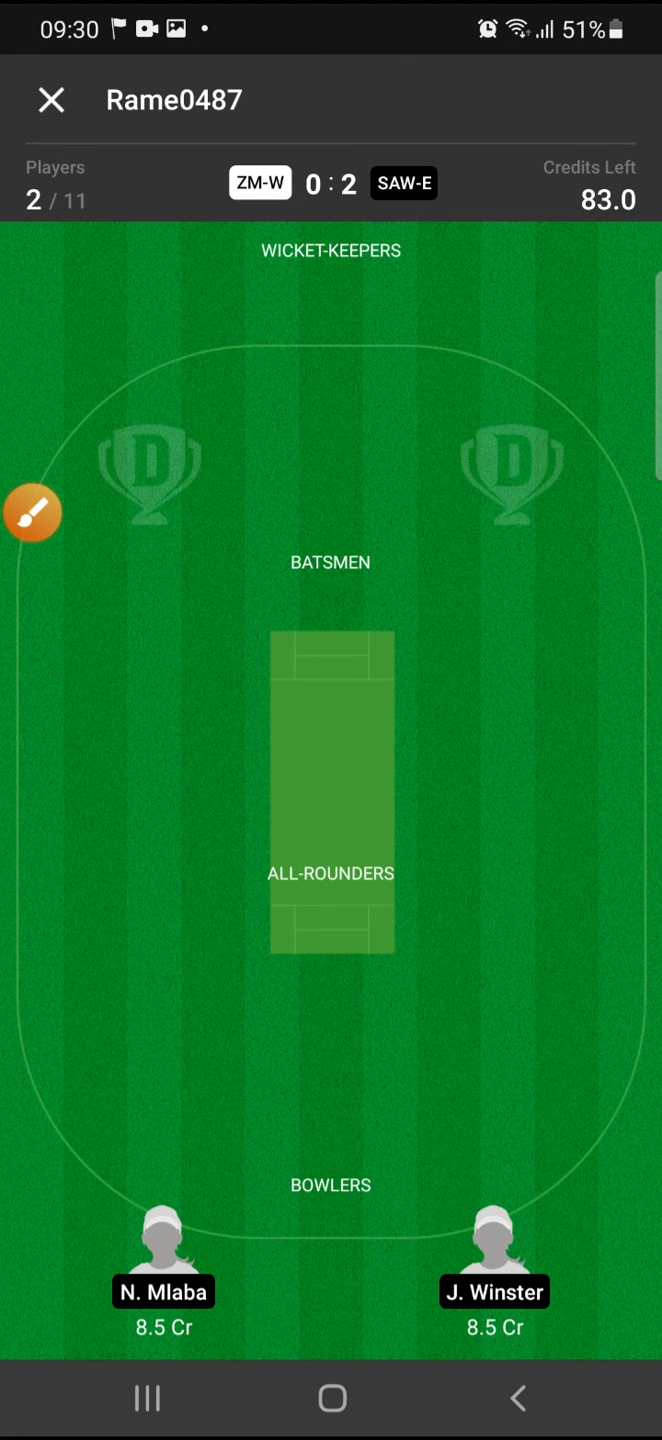 09:30
51%
Rame0487
Players
Credits Left
2 / 11
ZM-W 0 : 2 SAW-E
83.0
WICKET-KEEPERS
D D
BATSMEN
ALL-ROUNDERS
BOWLERS
N. Mlaba J. Winster
8.5 Cr 8.5 Cr